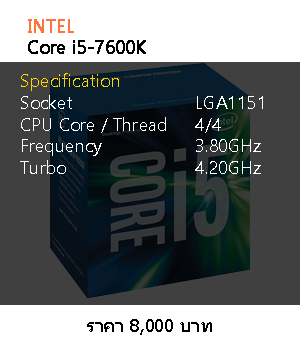 INTEL
Core i5-7600K
Specification
Socket LGA1151
CPU Core / Thread 4/4
Frequency 3.80GHz
Turbo 4.20GHz
intel
CORE i5
ราคา 8,000 บาท